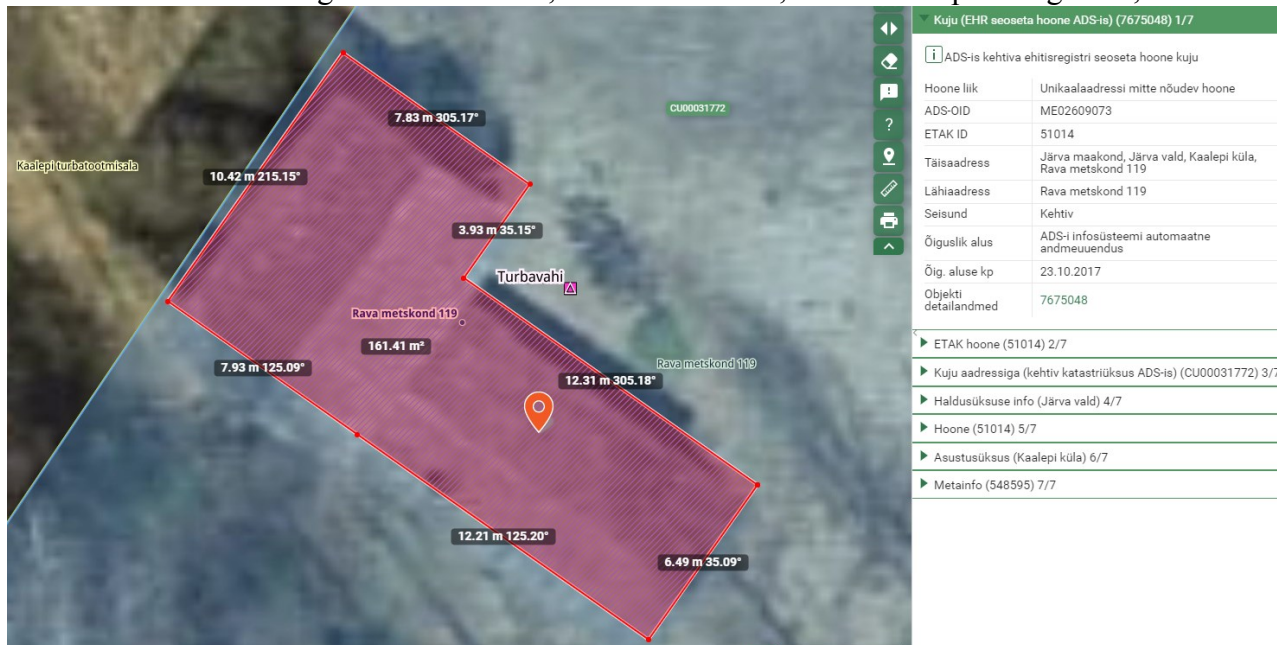 7.83 m 305.17°
CU00031772
Kaalepi turbatootmisala
10.42 m 215.15°
3.93 m 35.15°
Turbavahi
Rava metskond 119
161.41 m²
Rava metskond 119
7.93 m 125.09°
12.31 m 305.18°
12.21 m 125.20°
6.49 m 35.09°
?
Kuju (EHR seoseta hoone ADS-is) (7675048) 1/7
i ADS-is kehtiva ehitisregistri seoseta hoone kuju
Hoone liik Unikaalaadressi mitte nõudev hoone
ADS-OID ME02609073
ETAK ID 51014
Täisaadress Järva maakond, Järva vald, Kaalepi küla,
Rava metskond 119
Lähiaadress Rava metskond 119
Seisund Kehtiv
Õiguslik alus ADS-i infosüsteemi automaatne
andmeuuendus
Õig. aluse kp 23.10.2017
Objekti
detailandmed 7675048
ETAK hoone (51014) 2/7
Kuju aadressiga (kehtiv katastriüksus ADS-is) (CU00031772) 3/7
Haldusüksuse info (Järva vald) 4/7
Hoone (51014) 5/7
Asustusüksus (Kaalepi küla) 6/7
Metainfo (548595) 7/7